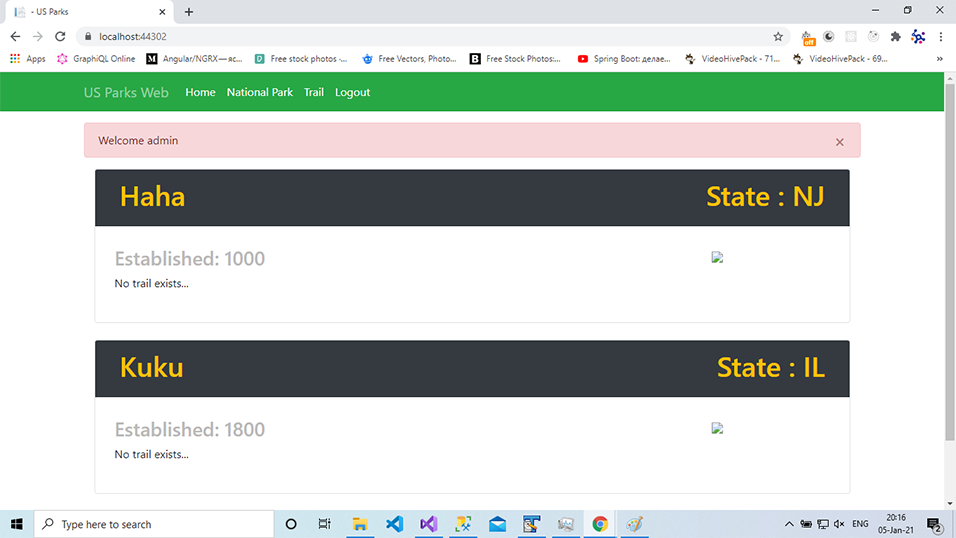 - US Parks
localhost:44302
Apps
GraphiQL Online
Angular/NGRX — яс...
Free stock photos -...
Free Vectors, Photo...
Free Stock Photos:...
Spring Boot: делае...
VideoHivePack - 71...
VideoHivePack - 69...
off
US Parks Web Home National Park Trail Logout
Welcome admin ×
Haha State : NJ
Established: 1000
No trail exists...
Kuku State : IL
Established: 1800
No trail exists...
Type here to search
ENG
20:16
05-Jan-21
2